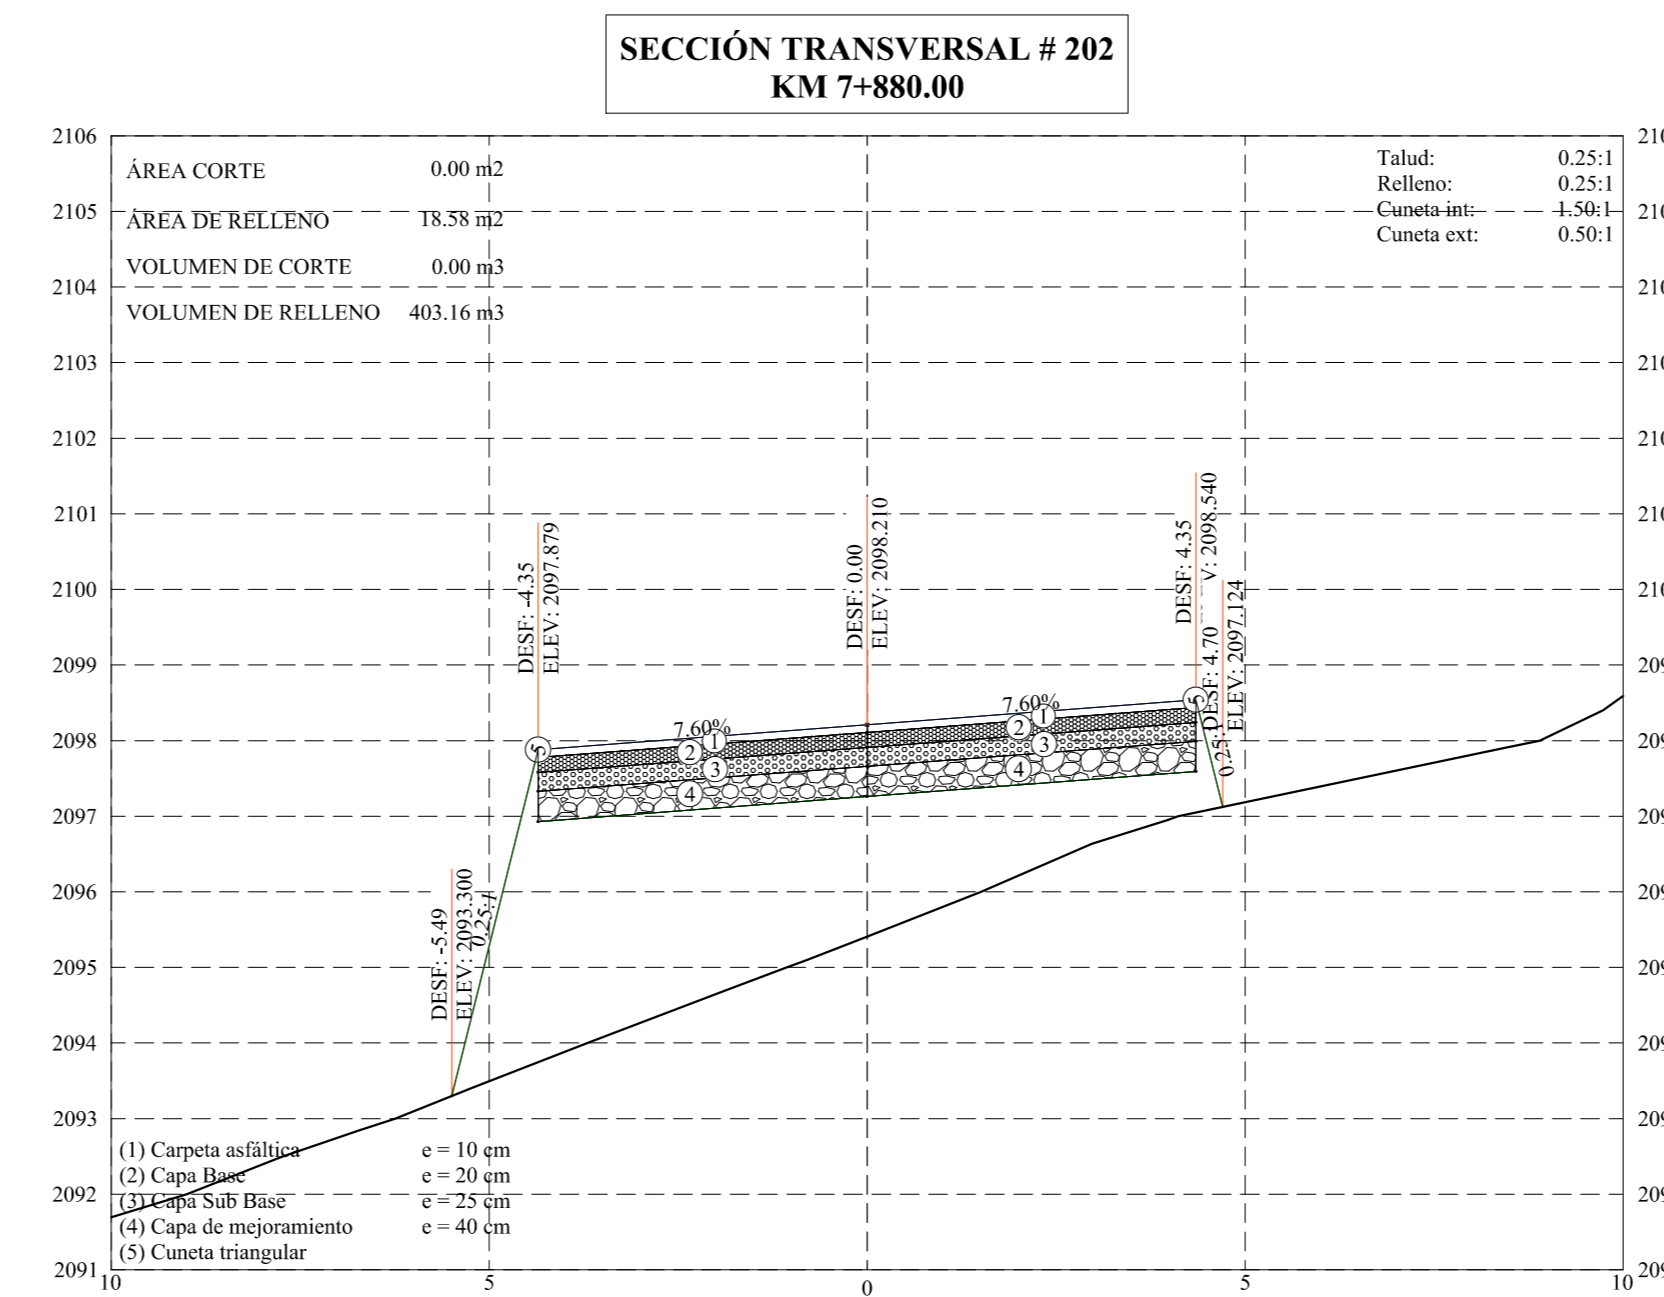 SECCIÓN TRANSVERSAL # 202
KM 7+880.00
2106
2105
2104
2103
2102
2101
2100
2099
2098
2097
2096
2095
2094
2093
2092
2091
ÁREA CORTE 0.00 m2
ÁREA DE RELLENO 18.58 m2
VOLUMEN DE CORTE 0.00 m3
VOLUMEN DE RELLENO 403.16 m3
Talud: 0.25:1
Relleno: 0.25:1
Cuneta int: 1.50:1
Cuneta ext: 0.50:1
DESF: -5.49
ELEV: 2093.300
0.25:1
DESF: -4.35
ELEV: 2097.879
DESF: 0.00
ELEV: 2098.210
DESF: 4.35
V: 2098.540
DESF: 4.70
ELEV: 2097.124
0.25:1
7.60%
7.60%
5
1
2
3
4
1
2
3
4
5
(1) Carpeta asfáltica e = 10 cm
(2) Capa Base e = 20 cm
(3) Capa Sub Base e = 25 cm
(4) Capa de mejoramiento e = 40 cm
(5) Cuneta triangular
10 5 0 5 10